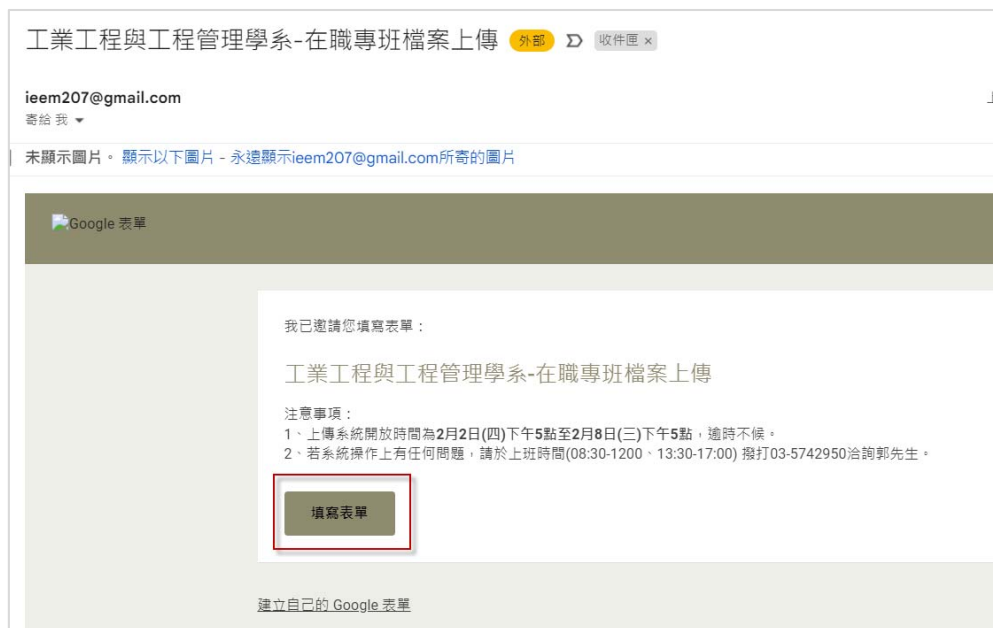 工業工程與工程管理學系-在職專班檔案上傳 外部 收件匣 ×
ieem207@gmail.com
寄給 我
未顯示圖片。 顯示以下圖片 - 永遠顯示ieem207@gmail.com所寄的圖片
Google 表單
我已邀請您填寫表單：
工業工程與工程管理學系-在職專班檔案上傳
注意事項：
1、上傳系統開放時間為2月2日(四)下午5點至2月8日(三)下午5點，逾時不候。
2、若系統操作上有任何問題，請於上班時間(08:30-1200、13:30-17:00) 撥打03-5742950洽詢郭先生。
填寫表單
建立自己的 Google 表單